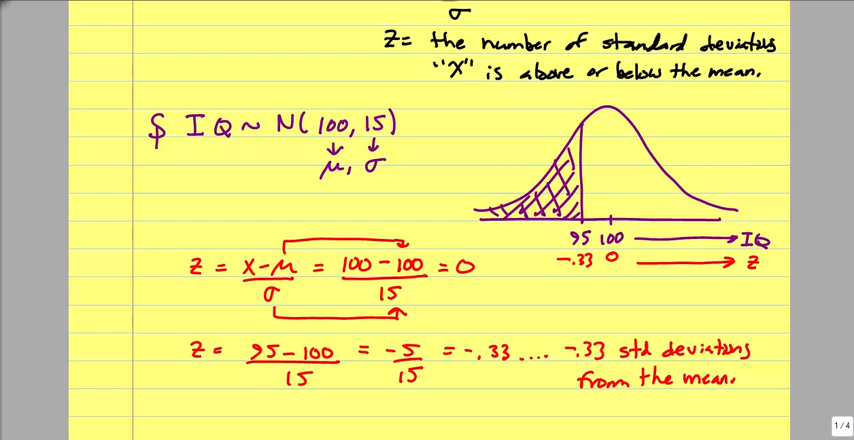 σ
Z = the number of standard deviations
"X" is above or below the mean.
$ IQ ~ N(100, 15)
↓ ↓
μ, σ
95 100 → IQ
-.33 0 → Z
Z = X-μ/σ = 100-100/15 = 0
Z = 95-100/15 = -5/15 = -.33 .... -.33 std deviations
from the mean.
1/4